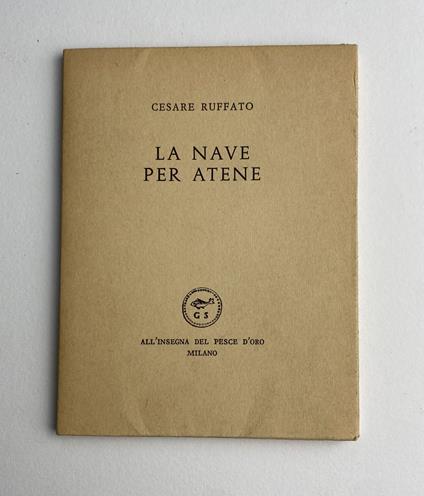 CESARE RUFFATO
LA NAVE
PER ATENE
G S
ALL'INSEGNA DEL PESCE D'ORO
MILANO